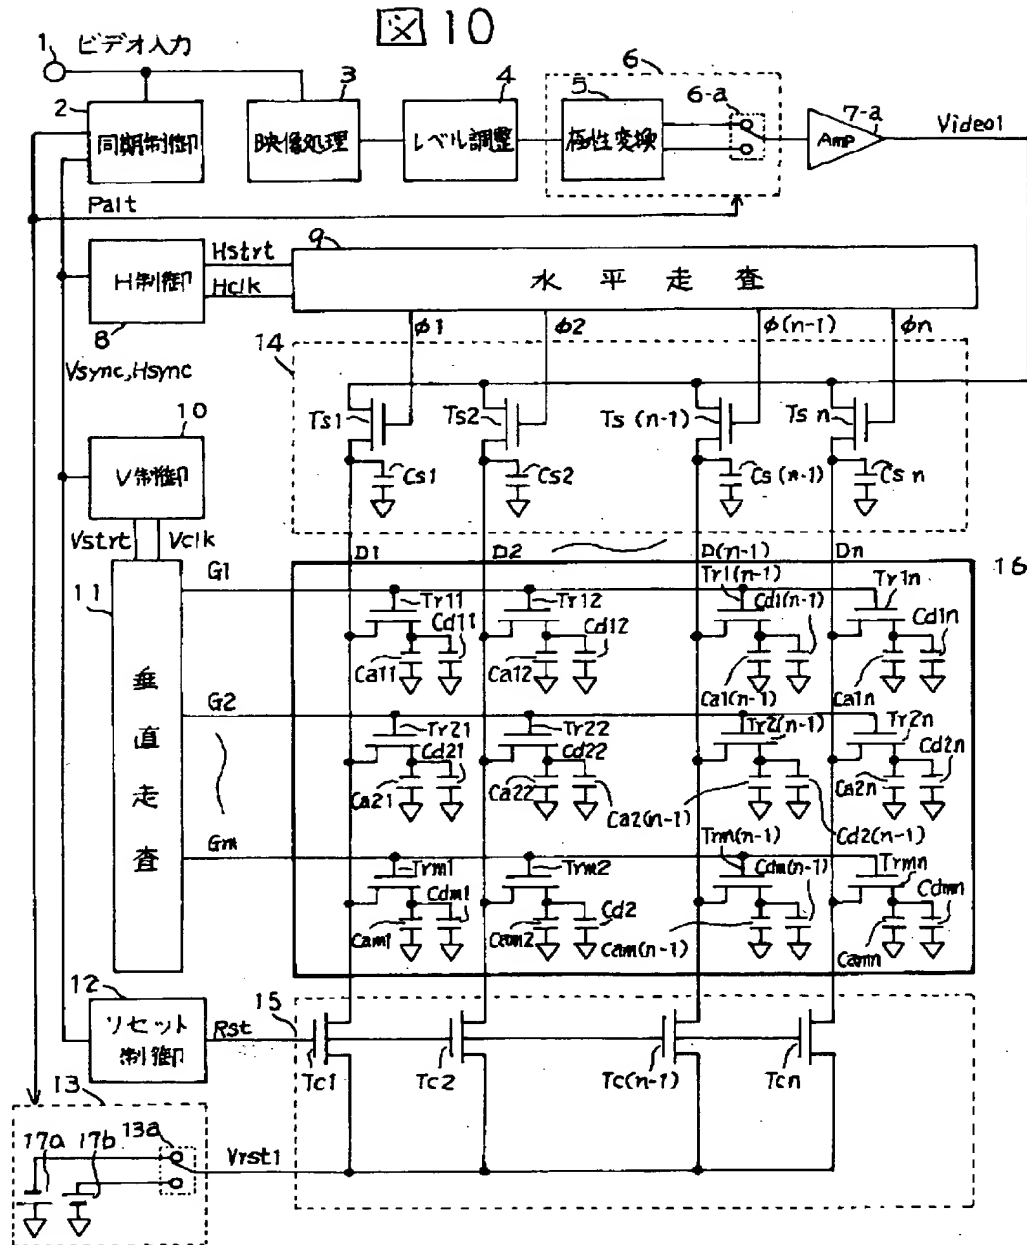 図10
1 ビデオ入力
2 同期制御
3 映像処理
4 レベル調整
6
5 極性変換
6-a
7-a
Amp
Video1
Palt
8 H制御
Hstrt
Hclk
9 水平走査
φ1 φ2 φ(n-1) φn
14
Vsync,Hsync
Ts1 Ts2 Ts(n-1) Tsn
Cs1 Cs2 Cs(n-1) Csn
10 V制御
Vstrt Vclk
D1 D2 D(n-1) Dn
16
11 垂直走査
G1
Tr11 Tr12 Tr1(n-1) Tr1n
Cd11 Cd12 Cd1(n-1) Cd1n
Ca11 Ca12 Ca1(n-1) Ca1n
G2
Tr21 Tr22 Tr2(n-1) Tr2n
Cd21 Cd22 Cd2n
Ca21 Ca22 Ca2(n-1) Ca2n
Cd2(n-1)
Gm
Trm1 Trm2 Trm(n-1) Trmn
Cdm1 Cd2 Cdm(n-1) Cdmn
Cam1 Cam2 Cam(n-1) Camn
12 リセット制御
Rst
15
Tc1 Tc2 Tc(n-1) Tcn
13
17a 17b 13a
Vrst1